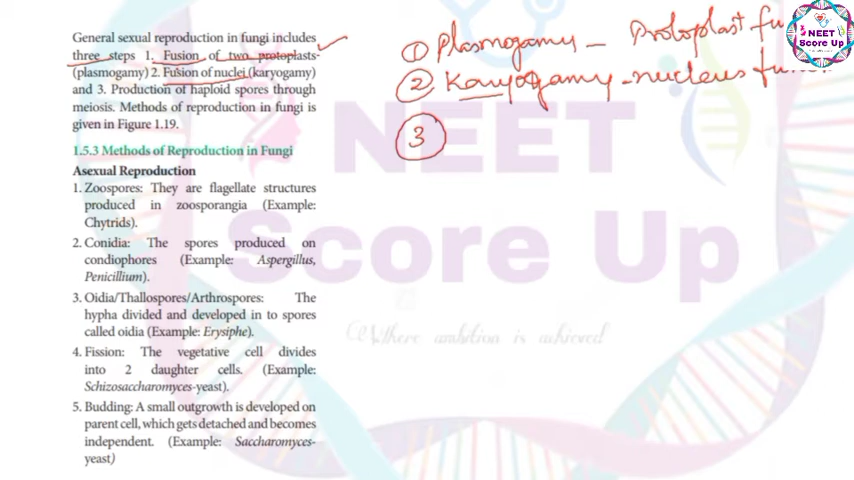 General sexual reproduction in fungi includes
three steps 1. Fusion of two protoplasts-
(plasmogamy) 2. Fusion of nuclei (karyogamy)
and 3. Production of haploid spores through
meiosis. Methods of reproduction in fungi is
given in Figure 1.19.
1.5.3 Methods of Reproduction in Fungi
Asexual Reproduction
1. Zoospores: They are flagellate structures
produced in zoosporangia (Example:
Chytrids).
2. Conidia: The spores produced on
condiophores (Example: Aspergillus,
Penicillium).
3. Oidia/Thallospores/Arthrospores: The
hypha divided and developed in to spores
called oidia (Example: Erysiphe).
4. Fission: The vegetative cell divides
into 2 daughter cells. (Example:
Schizosaccharomyces-yeast).
5. Budding: A small outgrowth is developed on
parent cell, which gets detached and becomes
independent. (Example: Saccharomyces-
yeast)
1 Plasmogamy - Protoplast fu
2 Karyogamy - nucleus
3
NEET
Score Up
Where ambition is achieved
NEET
Score Up